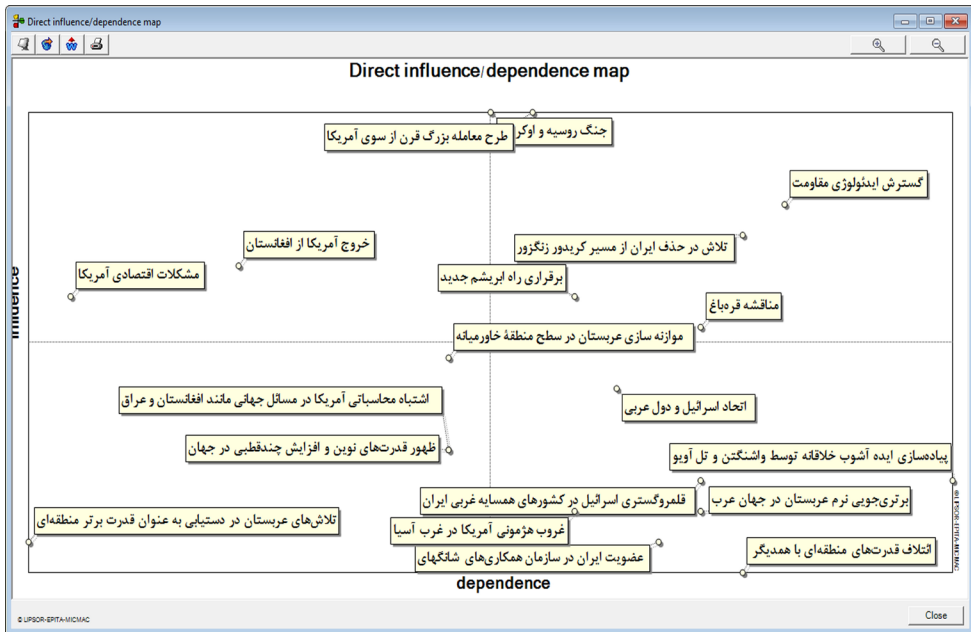 Direct influence/dependence map
Direct influence/dependence map
جنگ روسیه و اوکر
طرح معامله بزرگ قرن از سوی آمریکا
گسترش ایدئولوژی مقاومت
خروج آمریکا از افغانستان
تلاش در حذف ایران از مسیر کریدور زنگزور
مشکلات اقتصادی آمریکا
برقراری راه ابریشم جدید
مناقشه قره‌باغ
موازنه سازی عربستان در سطح منطقهٔ خاورمیانه
influence
اشتباه محاسباتی آمریکا در مسائل جهانی مانند افغانستان و عراق
اتحاد اسرائیل و دول عربی
ظهور قدرت‌های نوین و افزایش چندقطبی در جهان
پیاده‌سازی ایده آشوب خلاقانه توسط واشنگتن و تل آویو
قلمروگستری اسرائیل در کشورهای همسایه غربی ایران
برتری‌جویی نرم عربستان در جهان عرب
تلاش‌های عربستان در دستیابی به عنوان قدرت برتر منطقه‌ای
غروب هژمونی آمریکا در غرب آسیا
عضویت ایران در سازمان همکاری‌های شانگهای
ائتلاف قدرت‌های منطقه‌ای با همدیگر
© LIPSOR-EPITA-MICMAC
dependence
© LIPSOR-EPITA-MICMAC
Close